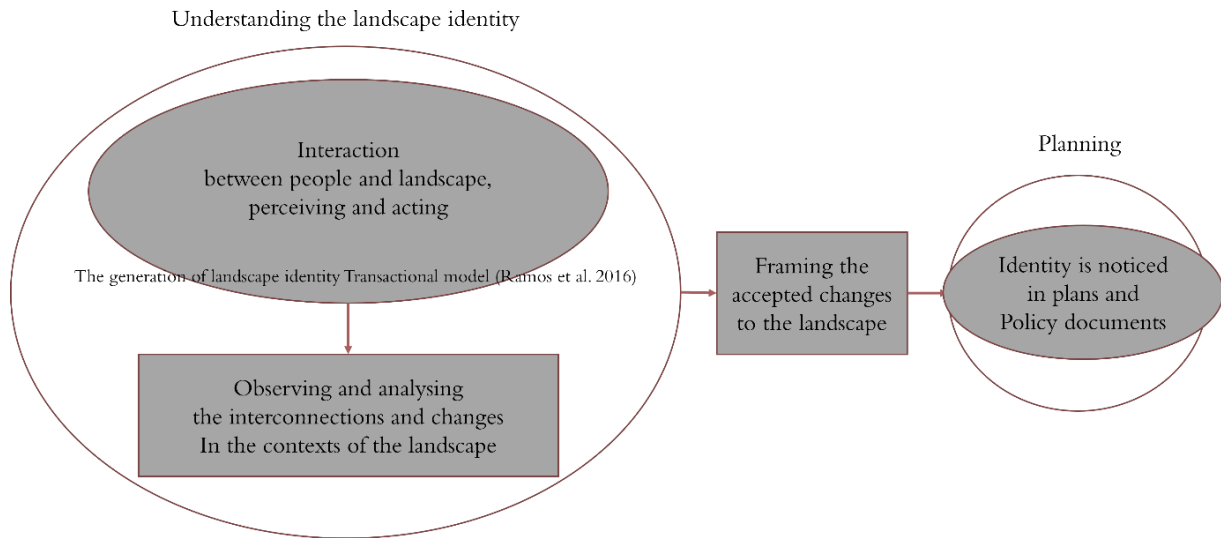 Understanding the landscape identity
Interaction
between people and landscape,
perceiving and acting
The generation of landscape identity Transactional model (Ramos et al. 2016)
Observing and analysing
the interconnections and changes
In the contexts of the landscape
Framing the
accepted changes
to the landscape
Planning
Identity is noticed
in plans and
Policy documents